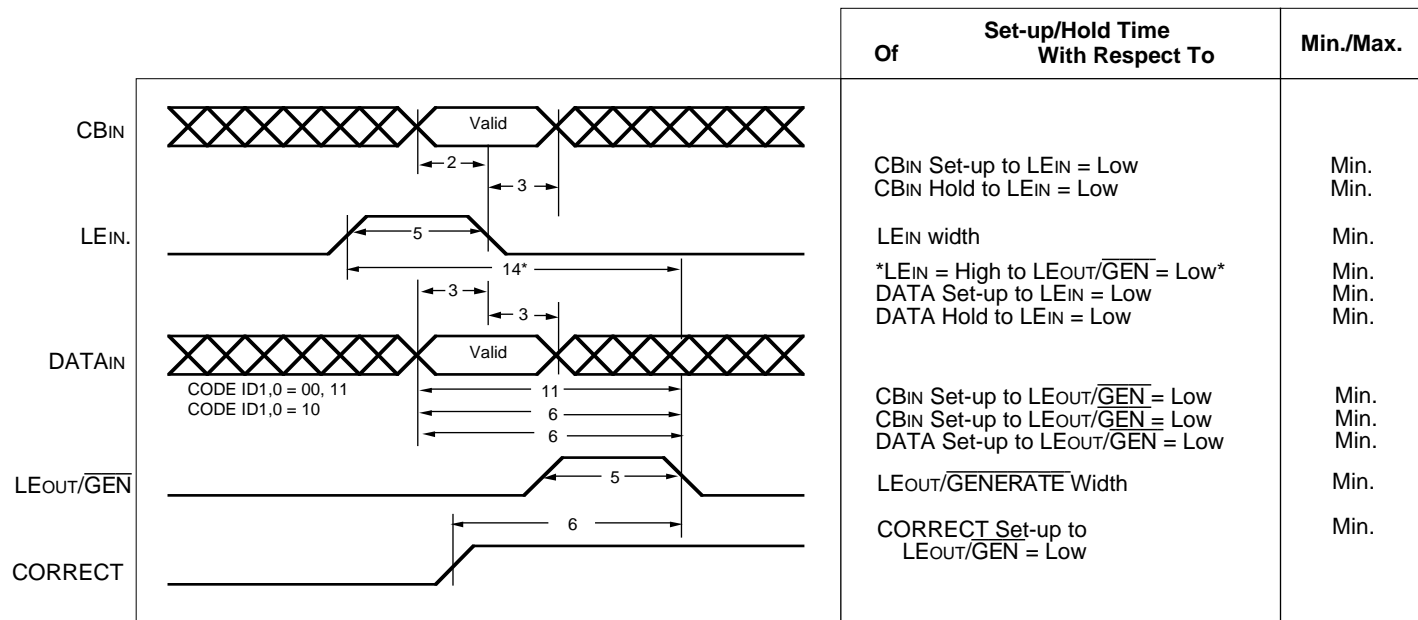 Set-up/Hold Time
Of With Respect To
Min./Max.
CBIN
Valid
2
3
CBIN Set-up to LEIN = Low Min.
CBIN Hold to LEIN = Low Min.
LEIN.
5
LEIN width Min.
14*
*LEIN = High to LEOUT/GEN = Low* Min.
3
DATA Set-up to LEIN = Low Min.
3
DATA Hold to LEIN = Low Min.
DATAIN
Valid
CODE ID1,0 = 00, 11
11
CBIN Set-up to LEOUT/GEN = Low Min.
CODE ID1,0 = 10
6
CBIN Set-up to LEOUT/GEN = Low Min.
6
DATA Set-up to LEOUT/GEN = Low Min.
LEOUT/GEN
5
LEOUT/GENERATE Width Min.
6
CORRECT Set-up to Min.
LEOUT/GEN = Low
CORRECT